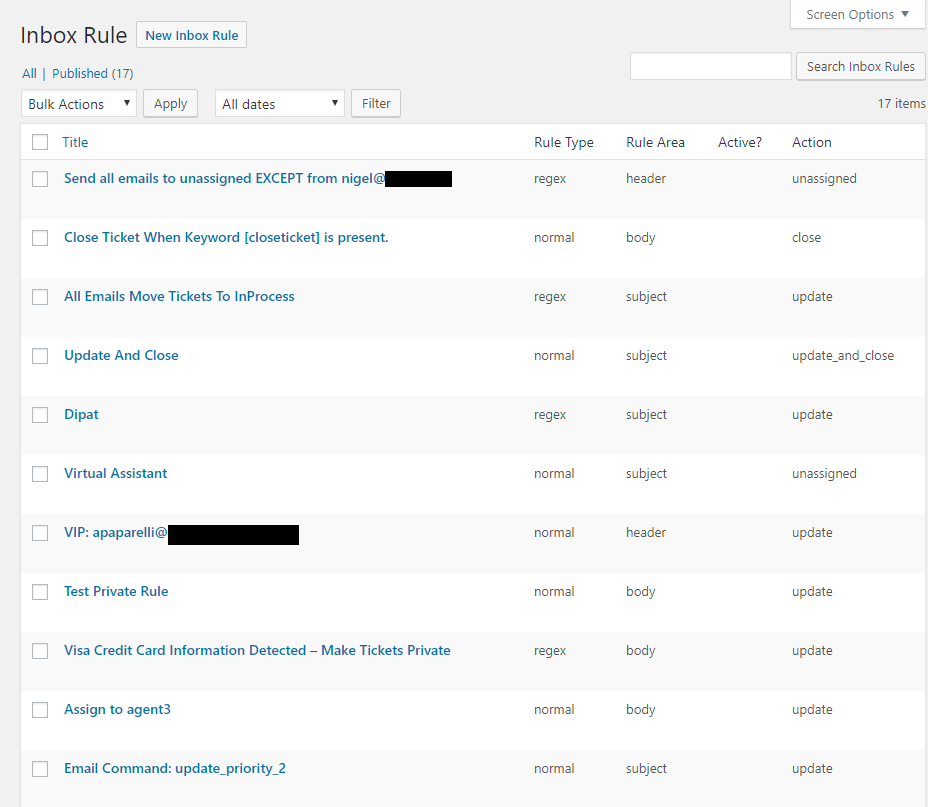 Screen Options
Inbox Rule New Inbox Rule
All | Published (17)
Search Inbox Rules
Bulk Actions Apply All dates Filter 17 items
Title Rule Type Rule Area Active? Action
Send all emails to unassigned EXCEPT from nigel@ regex header unassigned
Close Ticket When Keyword [closeticket] is present. normal body close
All Emails Move Tickets To InProcess regex subject update
Update And Close normal subject update_and_close
Dipat regex subject update
Virtual Assistant normal subject unassigned
VIP: apaparelli@ normal header update
Test Private Rule normal body update
Visa Credit Card Information Detected – Make Tickets Private regex body update
Assign to agent3 normal body update
Email Command: update_priority_2 normal subject update